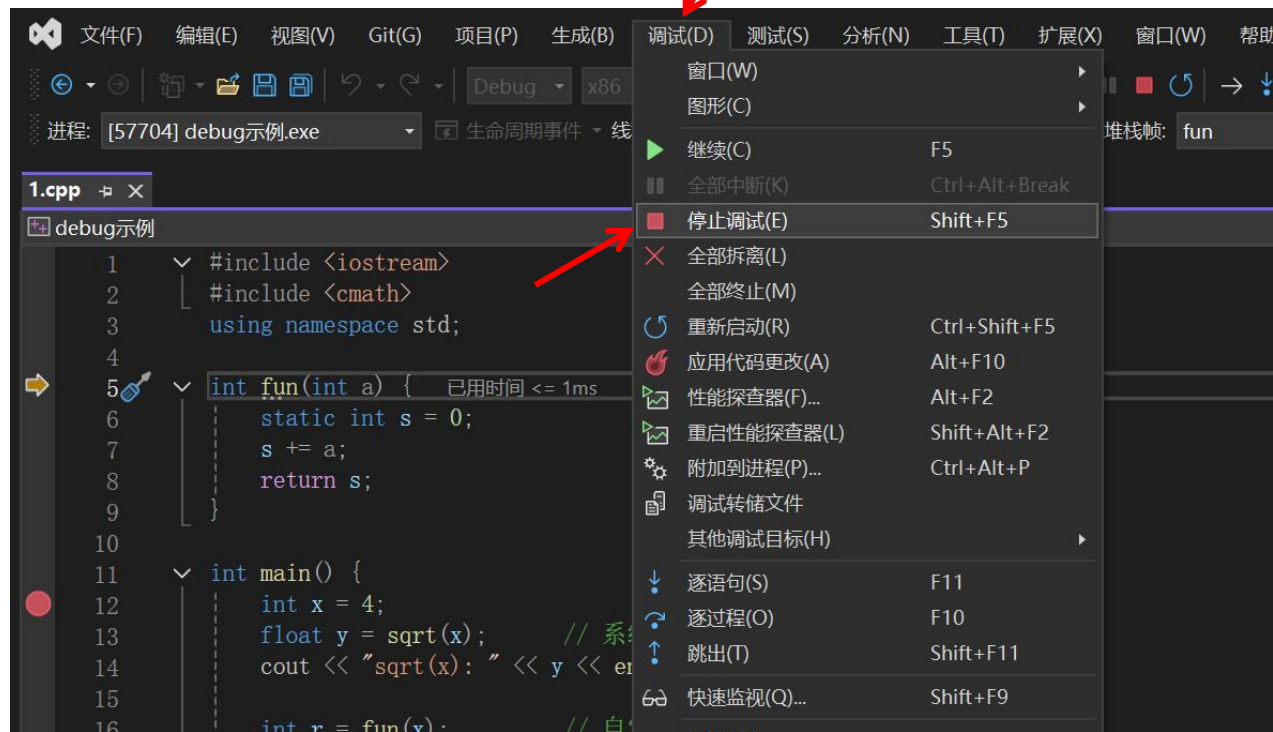 文件(F) 编辑(E) 视图(V) Git(G) 项目(P) 生成(B) 调试(D) 测试(S) 分析(N) 工具(T) 扩展(X) 窗口(W) 帮助
Debug x86
进程: [57704] debug示例.exe 生命周期事件 线 堆栈帧: fun
窗口(W)
图形(C)
继续(C) F5
全部中断(K) Ctrl+Alt+Break
停止调试(E) Shift+F5
全部拆离(L)
全部终止(M)
重新启动(R) Ctrl+Shift+F5
应用代码更改(A) Alt+F10
性能探查器(F)... Alt+F2
重启性能探查器(L) Shift+Alt+F2
附加到进程(P)... Ctrl+Alt+P
调试转储文件
其他调试目标(H)
逐语句(S) F11
逐过程(O) F10
跳出(T) Shift+F11
快速监视(Q)... Shift+F9
1.cpp
debug示例
1 #include <iostream>
2 #include <cmath>
3 using namespace std;
4
5 int fun(int a) { 已用时间 <= 1ms
6 static int s = 0;
7 s += a;
8 return s;
9 }
10
11 int main() {
12 int x = 4;
13 float y = sqrt(x); // 系
14 cout << "sqrt(x): " << y << en
15
16 int r = fun(x); // 自